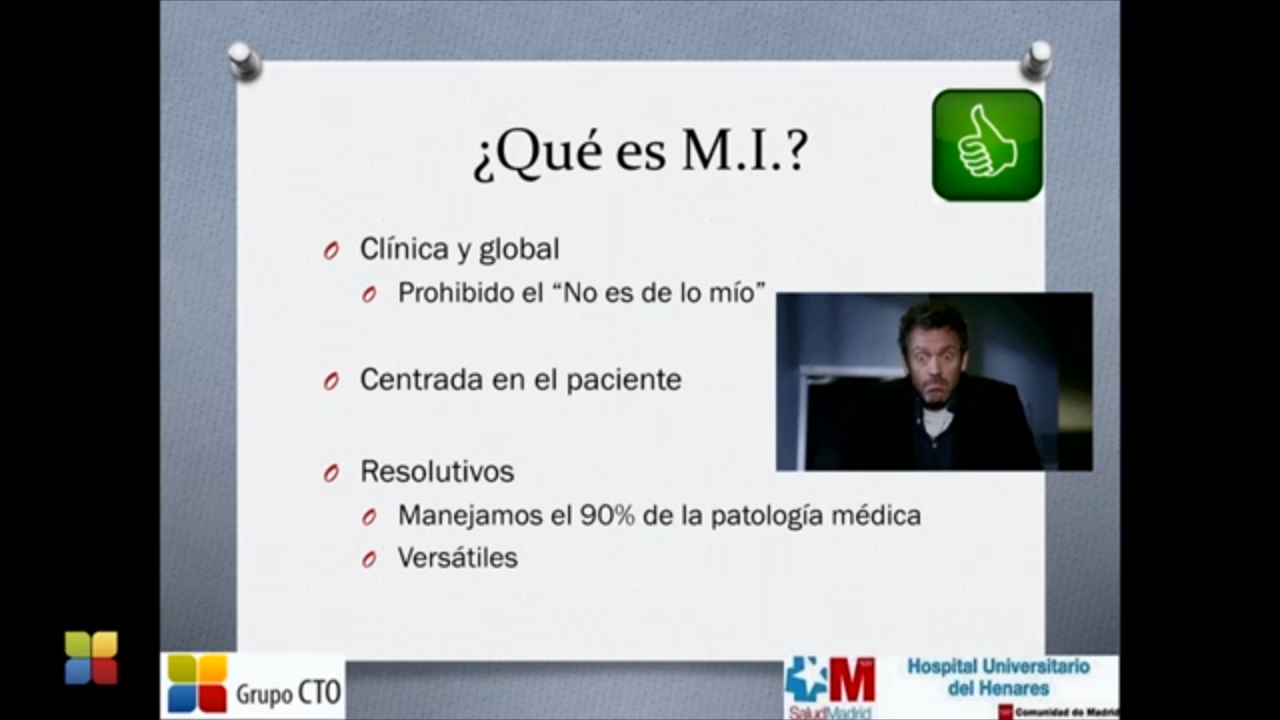 ¿Qué es M.I.?
Clínica y global
Prohibido el “No es de lo mío”
Centrada en el paciente
Resolutivos
Manejamos el 90% de la patología médica
Versátiles
Grupo CTO
M
SaludMadrid
Hospital Universitario
del Henares
Comunidad de Madrid